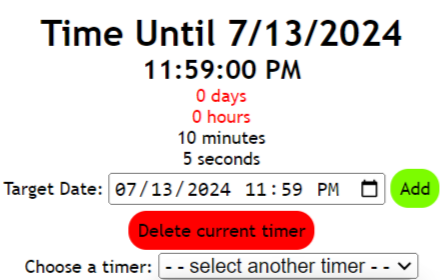 Time Until 7/13/2024
11:59:00 PM
0 days
0 hours
10 minutes
5 seconds
Target Date: 07/13/2024 11:59 PM Add
Delete current timer
Choose a timer: - - select another timer - -